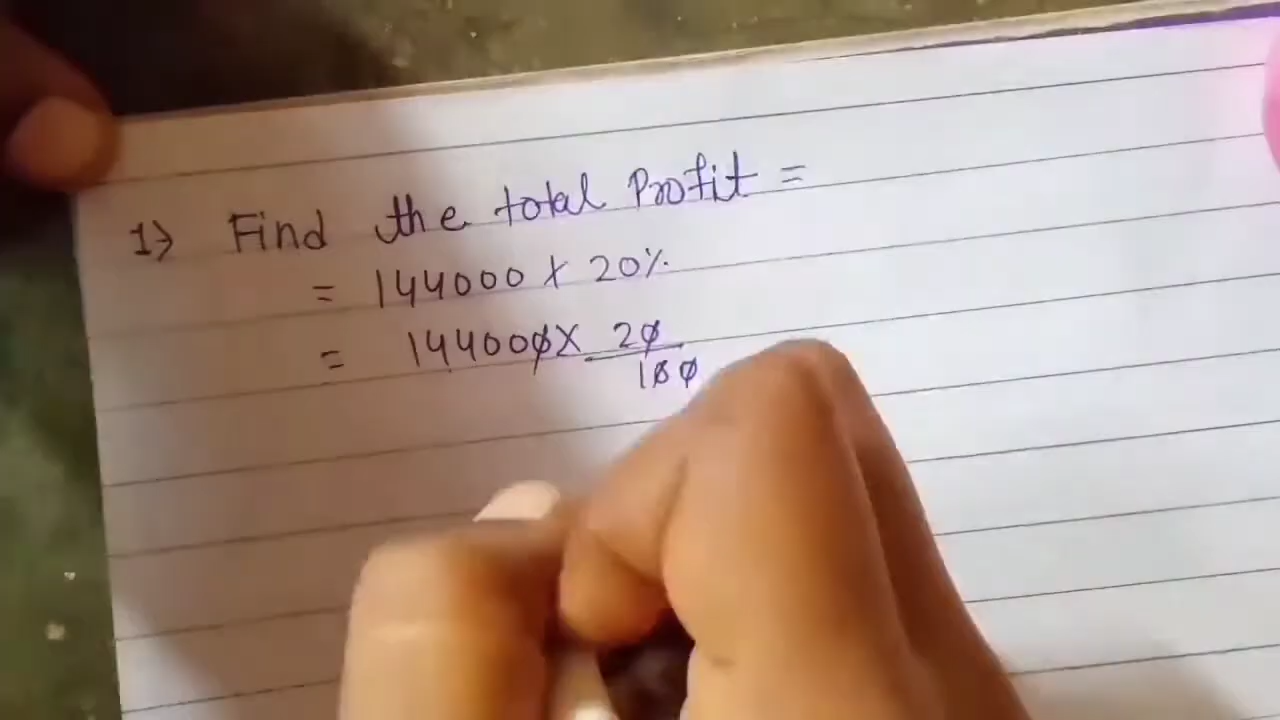 1) Find the total Profit =
= 144000 x 20%
= 144000 x 20/100